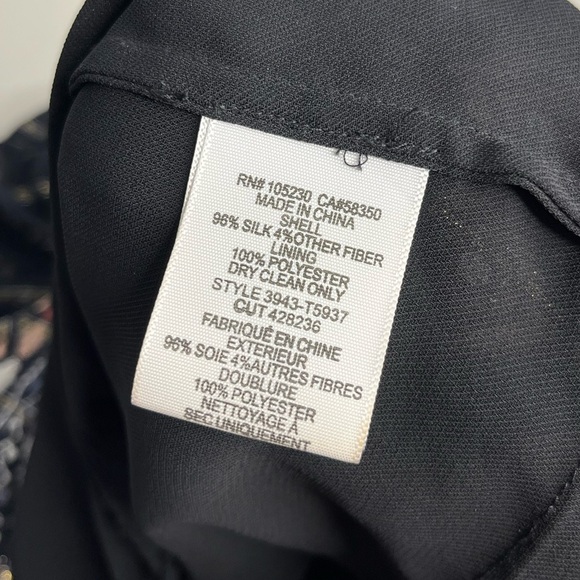 RN# 105230 CA#58350
MADE IN CHINA
SHELL
96% SILK 4%OTHER FIBER
LINING
100% POLYESTER
DRY CLEAN ONLY
STYLE 3943-T5937
CUT 428236
FABRIQUÉ EN CHINE
EXTERIEUR
96% SOIE 4%AUTRES FIBRES
DOUBLURE
100% POLYESTER
NETTOYAGE À
SEC UNIQUEMENT